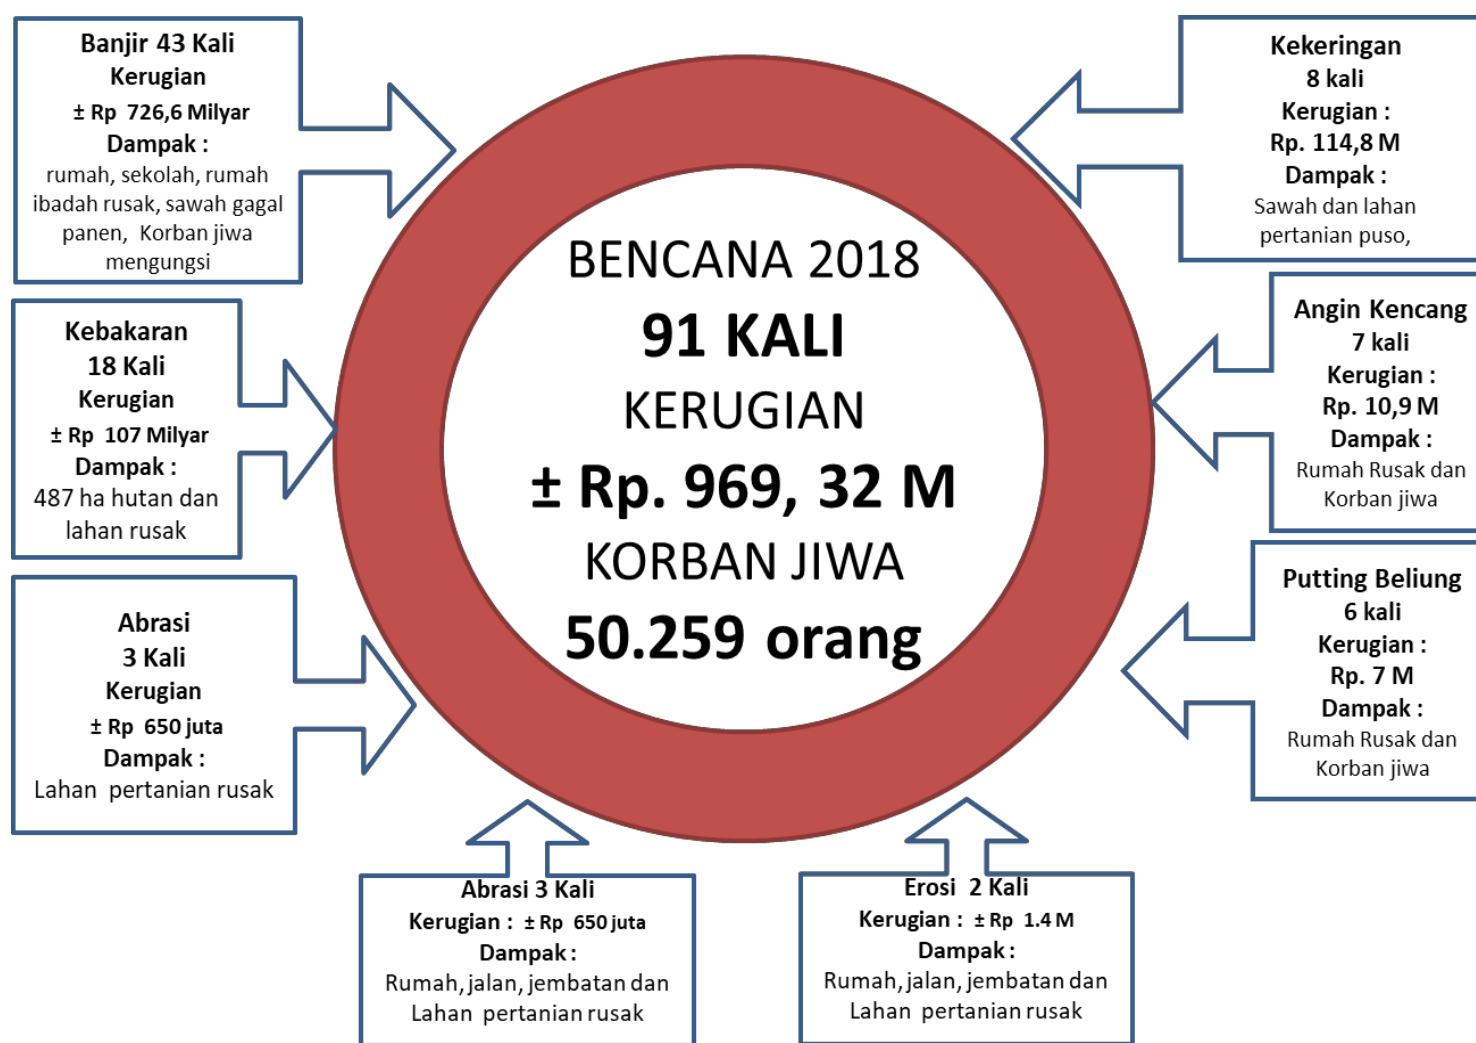 Banjir 43 Kali
Kerugian
± Rp 726,6 Milyar
Dampak :
rumah, sekolah, rumah
ibadah rusak, sawah gagal
panen, Korban jiwa
mengungsi
Kebakaran
18 Kali
Kerugian
± Rp 107 Milyar
Dampak :
487 ha hutan dan
lahan rusak
Abrasi
3 Kali
Kerugian
± Rp 650 juta
Dampak :
Lahan pertanian rusak
BENCANA 2018
91 KALI
KERUGIAN
± Rp. 969, 32 M
KORBAN JIWA
50.259 orang
Kekeringan
8 kali
Kerugian :
Rp. 114,8 M
Dampak :
Sawah dan lahan
pertanian puso,
Angin Kencang
7 kali
Kerugian :
Rp. 10,9 M
Dampak :
Rumah Rusak dan
Korban jiwa
Putting Beliung
6 kali
Kerugian :
Rp. 7 M
Dampak :
Rumah Rusak dan
Korban jiwa
Abrasi 3 Kali
Kerugian : ± Rp 650 juta
Dampak :
Rumah, jalan, jembatan dan
Lahan pertanian rusak
Erosi 2 Kali
Kerugian : ± Rp 1.4 M
Dampak :
Rumah, jalan, jembatan dan
Lahan pertanian rusak